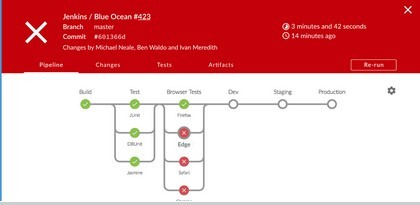 Jenkins / Blue Ocean #423
Branch master
Commit #681366d
Changes by Michael Neale, Ben Waldo and Ivan Meredith
3 minutes and 42 seconds
14 minutes ago
Pipeline Changes Tests Artifacts Re-run
Build Test Browser Tests Dev Staging Production
JUnit Firefox
DBUnit Edge
Jasmine Safari